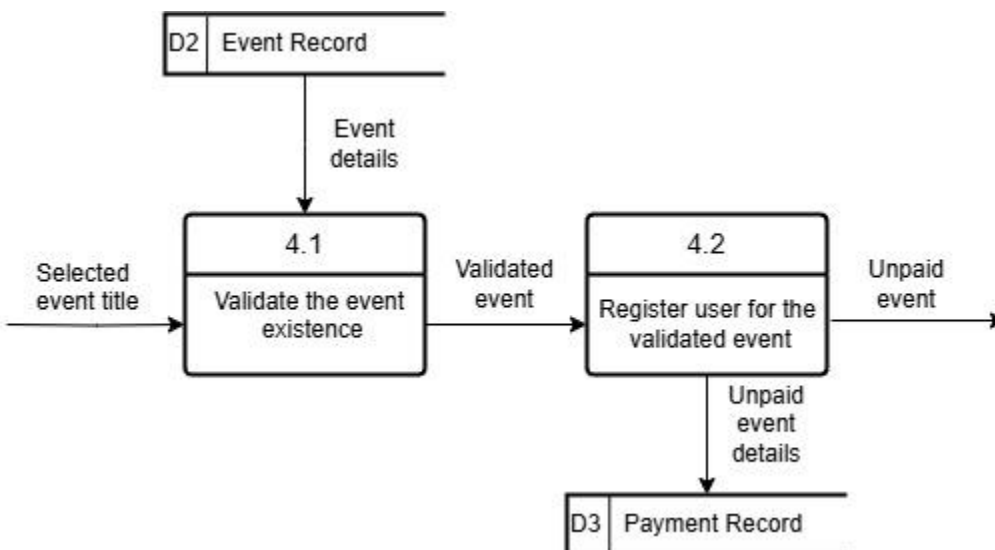 D2 Event Record
Event
details
4.1
4.2
Selected
event title
Validate the event
existence
Validated
event
Register user for the
validated event
Unpaid
event
Unpaid
event
details
D3 Payment Record